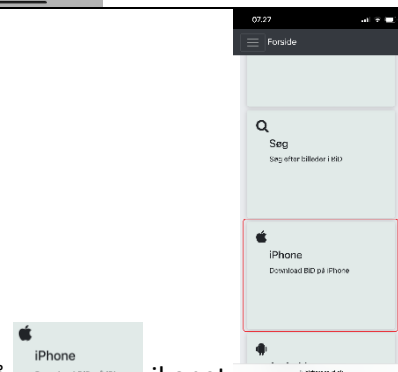 07.27
Forside
Søg
Søg efter billeder i BiD
iPhone
Download BiD på iPhone
iPhone